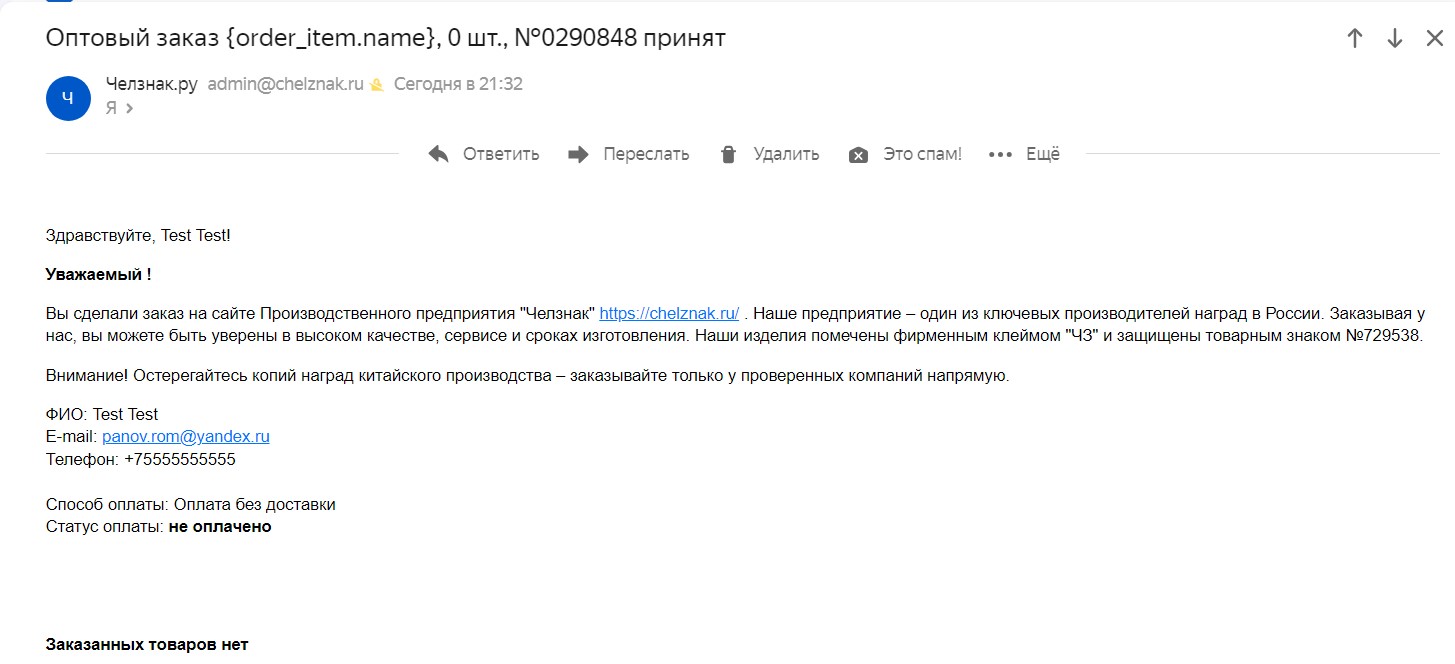 Оптовый заказ {order_item.name}, 0 шт., №0290848 принят
Ч
Челзнак.ру admin@chelznak.ru Сегодня в 21:32
Я
Ответить Переслать Удалить Это спам! Ещё
Здравствуйте, Test Test!
Уважаемый !
Вы сделали заказ на сайте Производственного предприятия "Челзнак" https://chelznak.ru/ . Наше предприятие – один из ключевых производителей наград в России. Заказывая у
нас, вы можете быть уверены в высоком качестве, сервисе и сроках изготовления. Наши изделия помечены фирменным клеймом "ЧЗ" и защищены товарным знаком №729538.
Внимание! Остерегайтесь копий наград китайского производства – заказывайте только у проверенных компаний напрямую.
ФИО: Test Test
E-mail: panov.rom@yandex.ru
Телефон: +75555555555
Способ оплаты: Оплата без доставки
Статус оплаты: не оплачено
Заказанных товаров нет